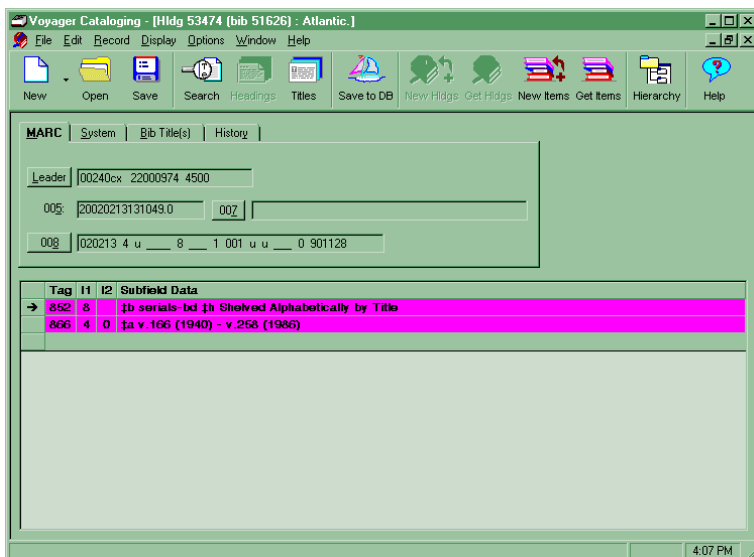 Voyager Cataloging - [Hldg 53474 (bib 51626) : Atlantic.]
File Edit Record Display Options Window Help
New Open Save Search Headings Titles Save to DB New Hldgs Get Hldgs New Items Get Items Hierarchy Help
MARC System Bib Title(s) History
Leader 00240cx 22000974 4500
005: 20020213131049.0 007
008 020213 4 u ____ 8 ___ 1 001 u u ___ 0 901128
Tag I1 I2 Subfield Data
852 8 ‡b serials-bd ‡h Shelved Alphabetically by Title
866 4 0 ‡a v.166 (1940) - v.258 (1986)
4:07 PM